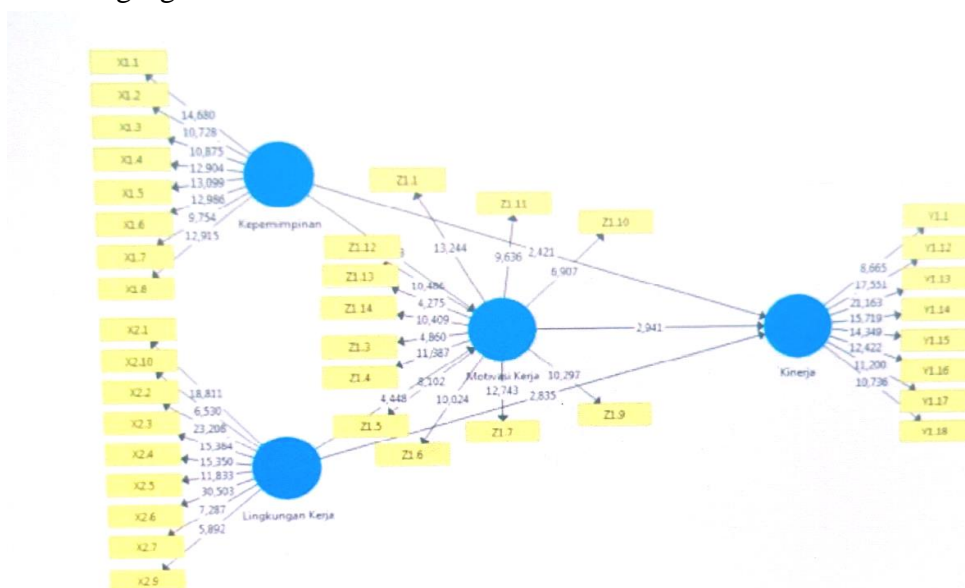 X1.1
X1.2
X1.3
X1.4
X1.5
X1.6
X1.7
X1.8
14,680
10,728
10,875
12,904
13,099
12,986
9,754
12,915
Kepemimpinan
X2.1
X2.10
X2.2
X2.3
X2.4
X2.5
X2.6
X2.7
X2.9
18,811
6,530
23,208
15,384
15,350
11,833
30,503
7,287
5,892
Lingkungan Kerja
Z1.1
Z1.11
Z1.10
Z1.12
Z1.13
Z1.14
Z1.3
Z1.4
Z1.5
Z1.6
Z1.7
Z1.9
13,244
9,636
6,907
10,486
4,275
10,409
4,860
11,387
8,102
10,024
12,743
10,297
Motivasi Kerja
4,448
2,421
2,941
2,835
Kinerja
8,665
17,551
21,163
15,719
14,349
12,422
11,200
10,736
Y1.1
Y1.12
Y1.13
Y1.14
Y1.15
Y1.16
Y1.17
Y1.18